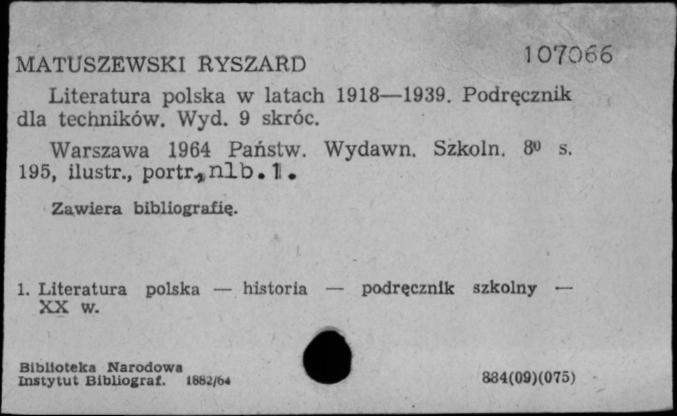 MATUSZEWSKI RYSZARD 107066
Literatura polska w latach 1918—1939. Podręcznik
dla techników. Wyd. 9 skróc.
Warszawa 1964 Państw. Wydawn. Szkoln. 8⁰ s.
195, ilustr., portr., nlb. 1.
Zawiera bibliografię.
1. Literatura polska — historia — podręcznik szkolny —
XX w.
Biblioteka Narodowa
Instytut Bibliograf. 1882/64 884(09)(075)